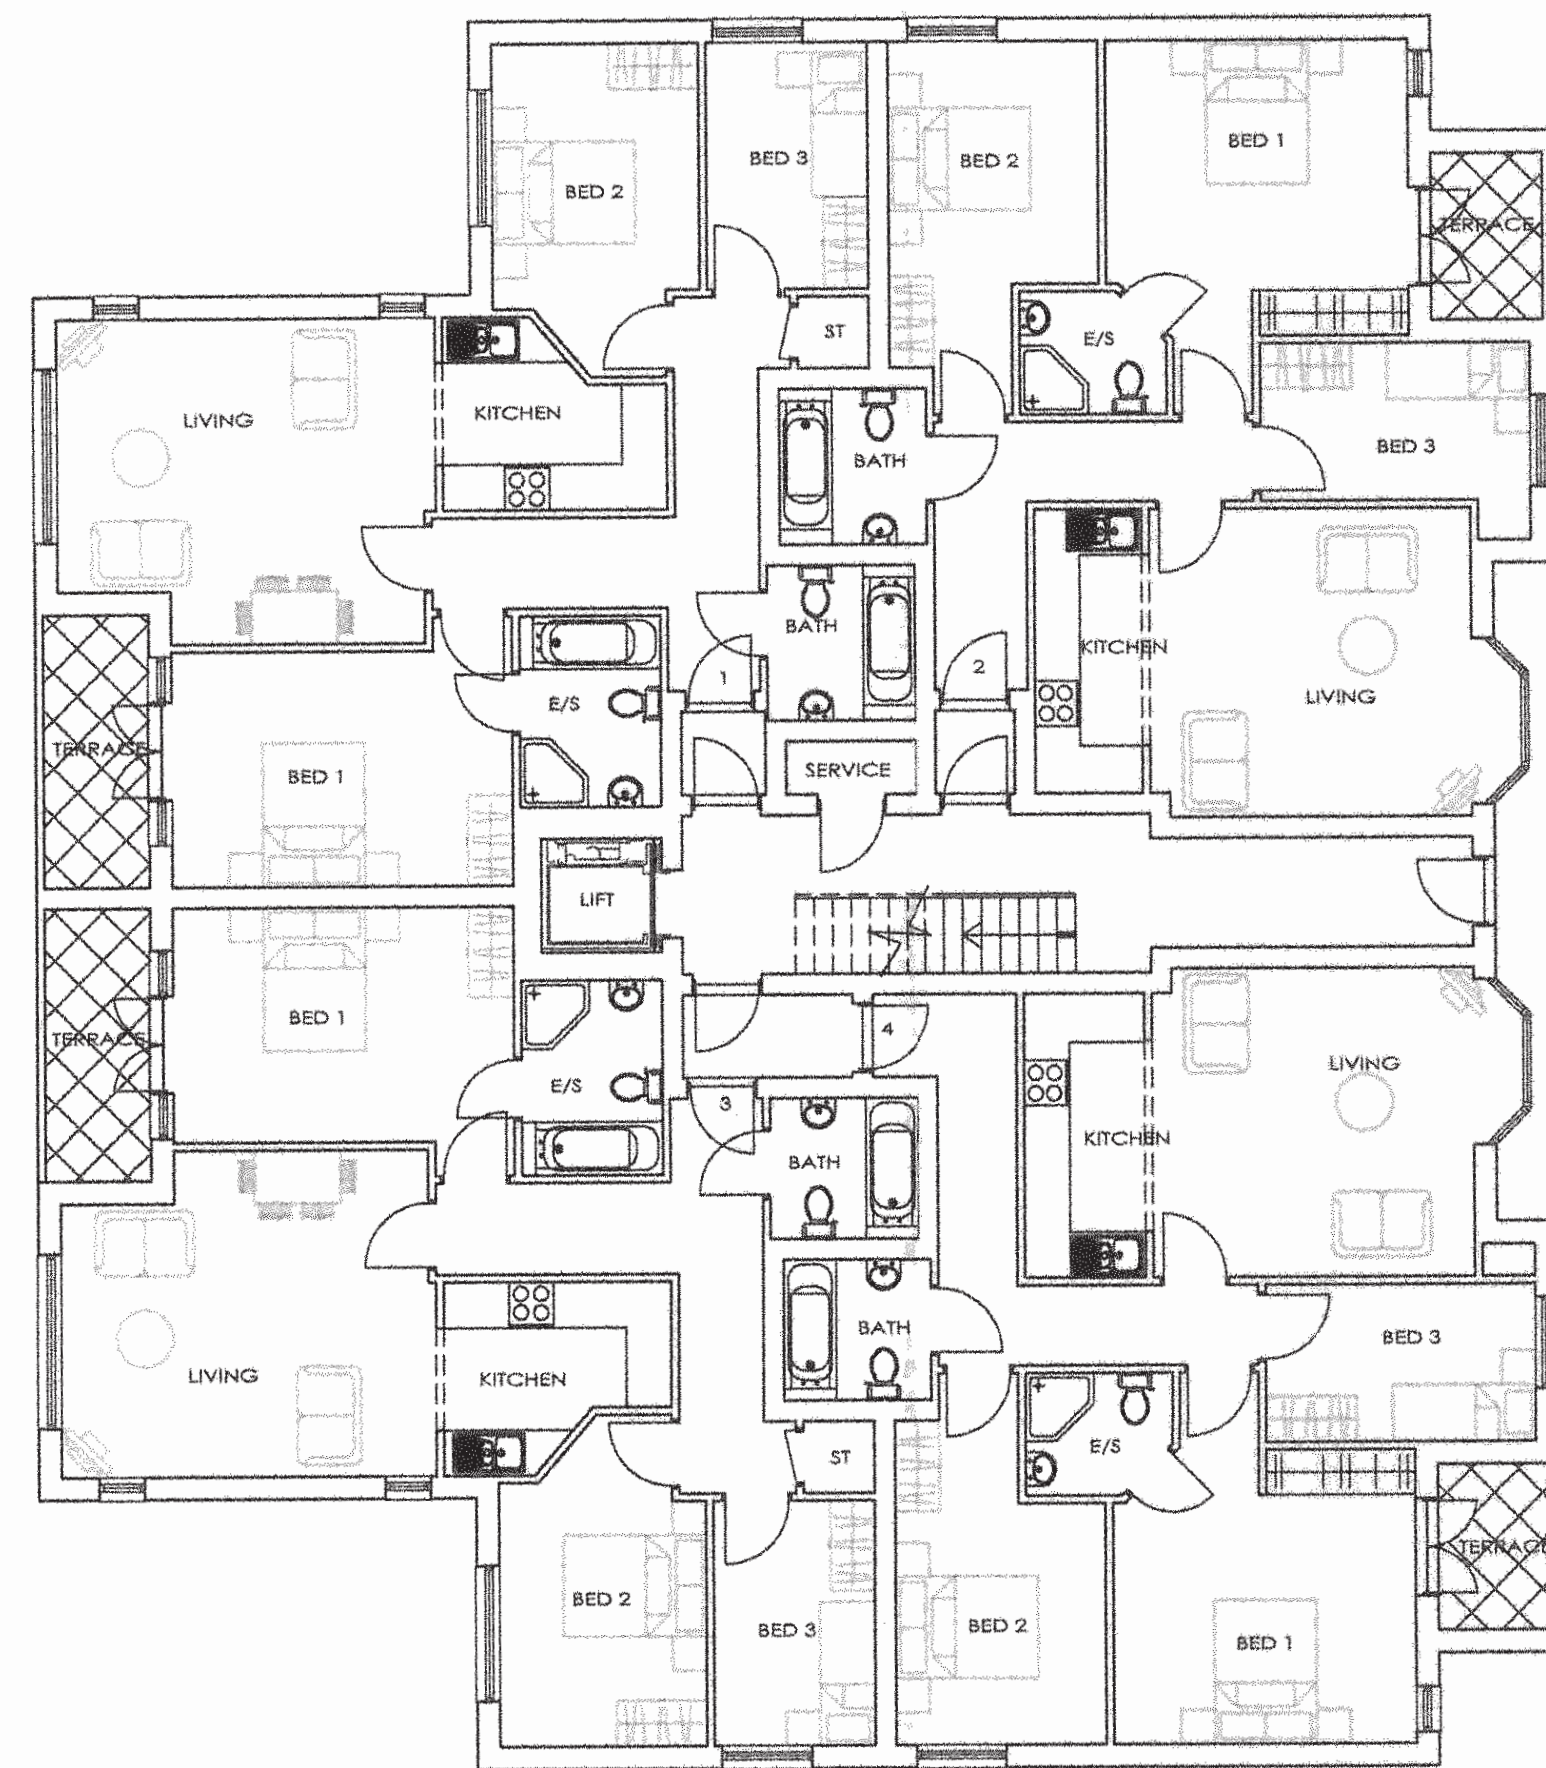 BED 1
BED 3
BED 2
BED 2
TERRACE
ST
E/S
LIVING
KITCHEN
BED 3
BATH
BATH
KITCHEN
1
2
LIVING
E/S
TERRACE
BED 1
SERVICE
LIFT
BED 1
TERRACE
4
LIVING
E/S
3
KITCHEN
BATH
BATH
BED 3
LIVING
KITCHEN
E/S
ST
TERRACE
BED 2
BED 3
BED 2
BED 1